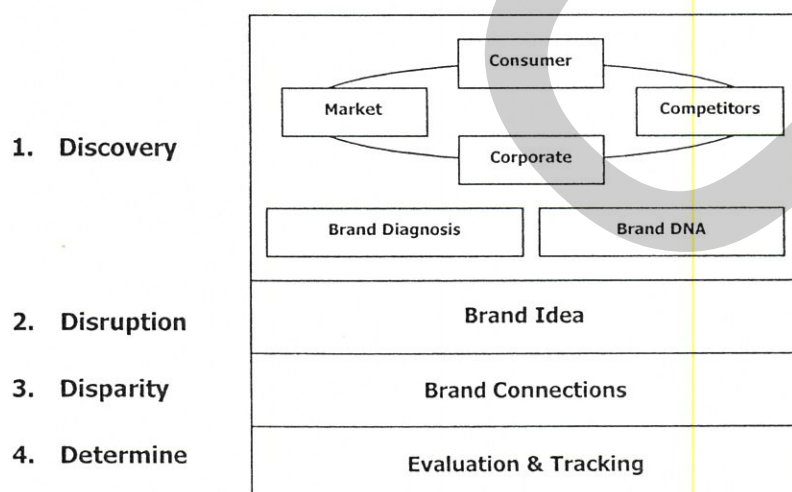 Consumer
Market
Competitors
Corporate
1. Discovery
Brand Diagnosis
Brand DNA
2. Disruption
Brand Idea
3. Disparity
Brand Connections
4. Determine
Evaluation & Tracking